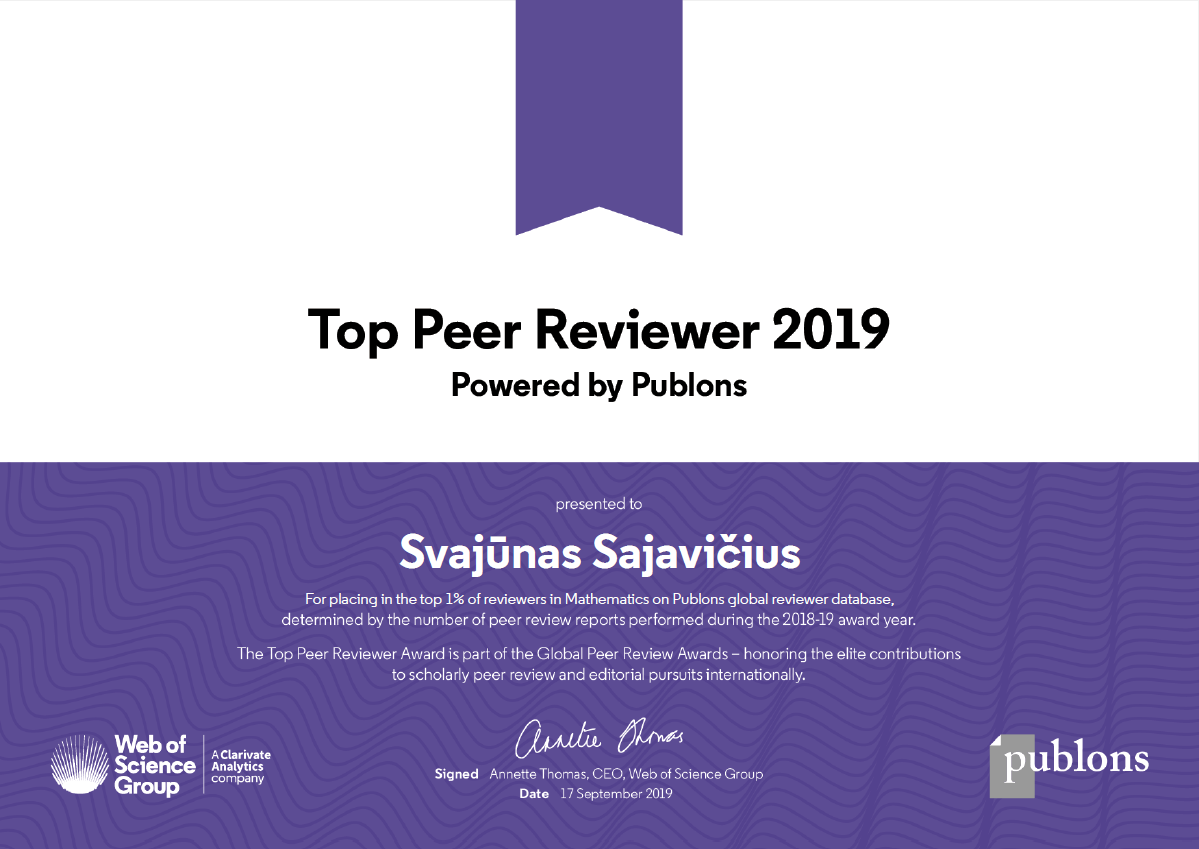 Top Peer Reviewer 2019
Powered by Publons
presented to
Svajūnas Sajavičius
For placing in the top 1% of reviewers in Mathematics on Publons global reviewer database,
determined by the number of peer review reports performed during the 2018-19 award year.
The Top Peer Reviewer Award is part of the Global Peer Review Awards – honoring the elite contributions
to scholarly peer review and editorial pursuits internationally.
Annette Thomas
Signed Annette Thomas, CEO, Web of Science Group
Date 17 September 2019
Web of
Science
Group
A Clarivate
Analytics
company
publons